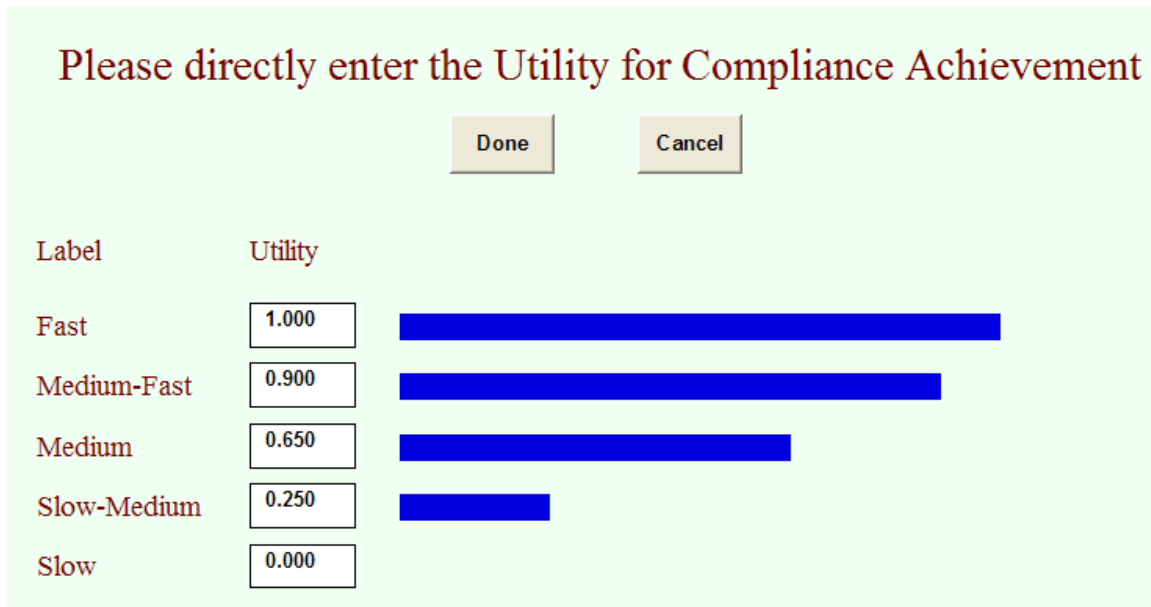 Please directly enter the Utility for Compliance Achievement
Done Cancel
Label Utility
Fast 1.000
Medium-Fast 0.900
Medium 0.650
Slow-Medium 0.250
Slow 0.000